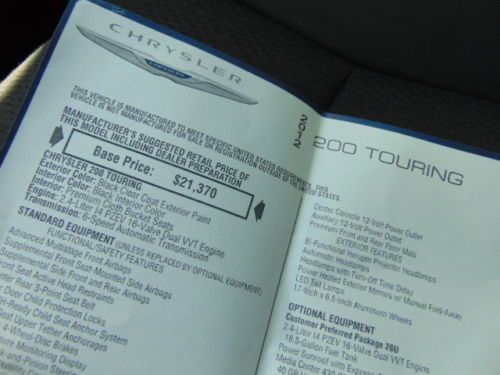 CHRYSLER
THIS VEHICLE IS MANUFACTURED TO MEET SPECIFIC UNITED STATES REQUIREMENTS. THIS
VEHICLE IS NOT MANUFACTURED FOR SALE OR REGISTRATION OUTSIDE OF THE UNITED STATES.
MANUFACTURER'S SUGGESTED RETAIL PRICE OF
THIS MODEL INCLUDING DEALER PREPARATION
Base Price: $21,370
CHRYSLER 200 TOURING
Exterior Color: Black Clear Coat Exterior Paint
Interior Color: Black Interior Color
Interior: Premium Cloth Bucket Seats
Engine: 2.4-Liter I4 PZEV 16-Valve Dual VVT Engine
Transmission: 6-Speed Automatic Transmission
STANDARD EQUIPMENT (UNLESS REPLACED BY OPTIONAL EQUIPMENT)
FUNCTIONAL/SAFETY FEATURES
Advanced Multistage Front Airbags
Supplemental Front Seat-Mounted Side Airbags
Supplemental Side Front and Rear Airbags
Front Seat Active Head Restraints
Rear 3-Point Seat Belt
Door Child Protection Locks
Child Seat Anchor System
Seat Upper Tether Anchorages
4-Wheel-Disc Brakes
Monitoring Display
2012
200 TOURING
Center Console 12-Volt Power Outlet
Auxiliary 12-Volt Power Outlet
Premium Front and Rear Floor Mats
EXTERIOR FEATURES
Bi-Functional Halogen Projector Headlamps
Automatic Headlamps
Headlamps with Turn-Off Time Delay
Power Heated Exterior Mirrors w/ Manual Fold-Away
LED Tail Lamps
17-Inch x 6.5-Inch Aluminum Wheels
OPTIONAL EQUIPMENT
Customer Preferred Package 26U
2.4-Liter I4 PZEV 16-Valve Dual VVT Engine
18.5-Gallon Fuel Tank
Power Sunroof with Express
Media Center 430
40 GB